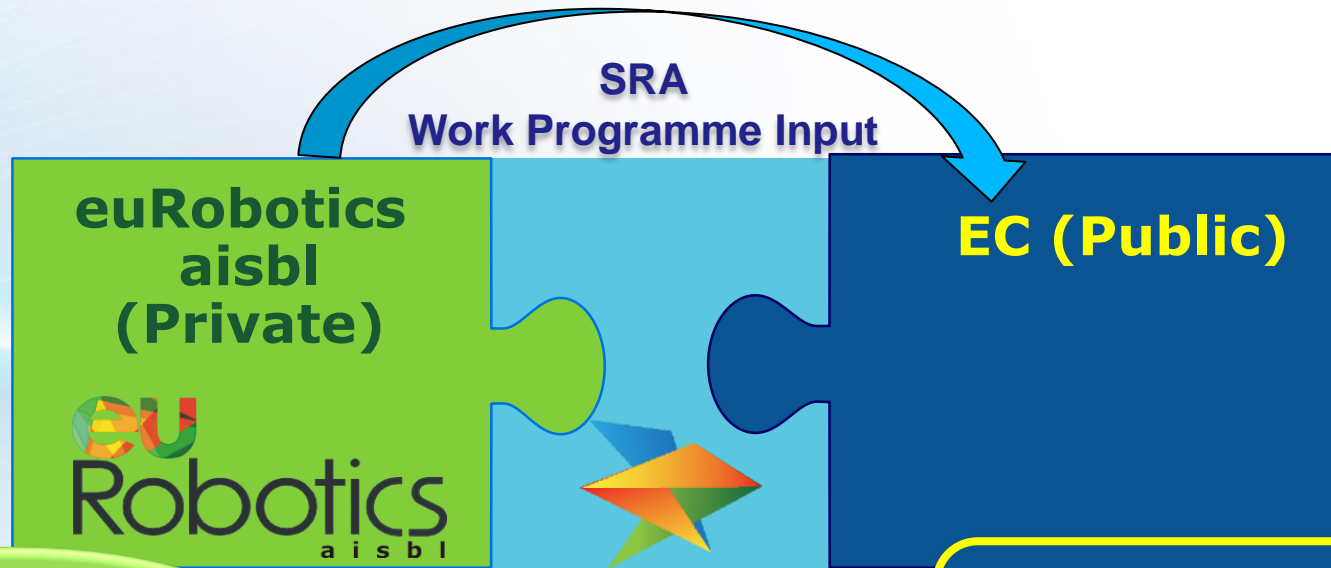 SRA
Work Programme Input
euRobotics
aisbl
(Private)
EC (Public)
eu
Robotics
aisbl